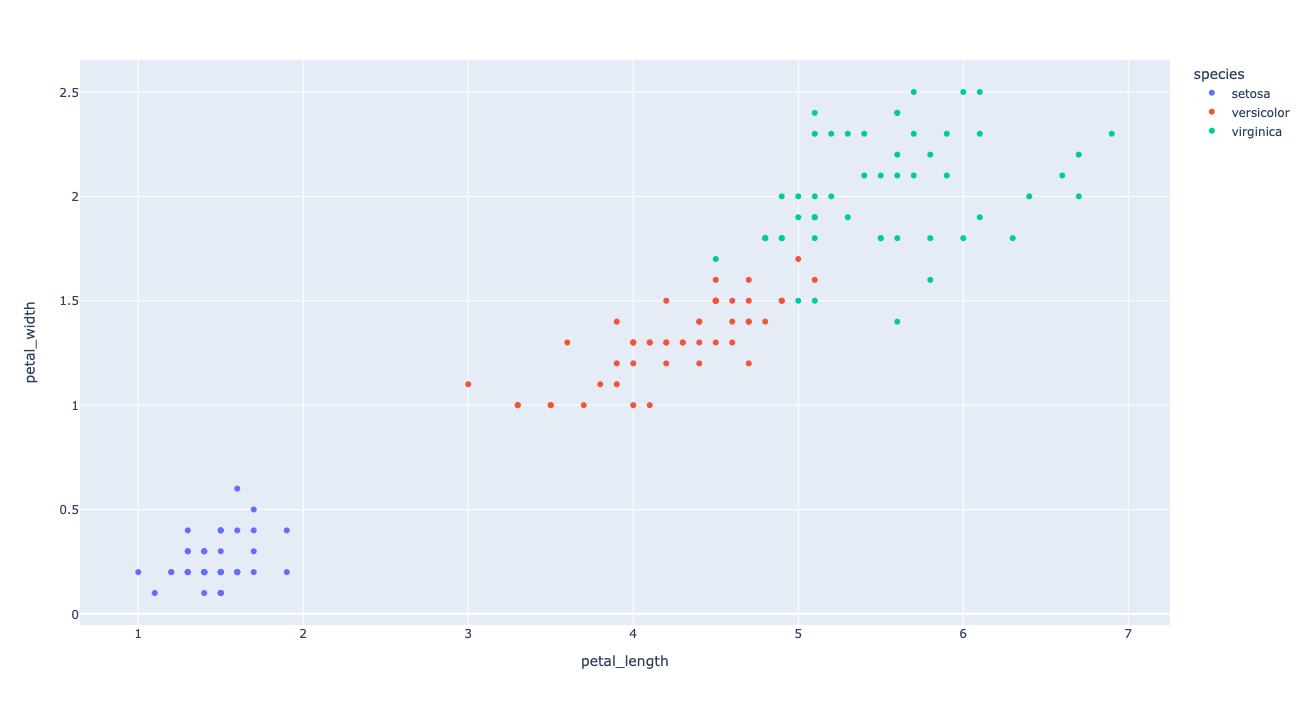 species
setosa
versicolor
virginica
2.5
2
1.5
1
0.5
0
petal_width
1 2 3 4 5 6 7
petal_length